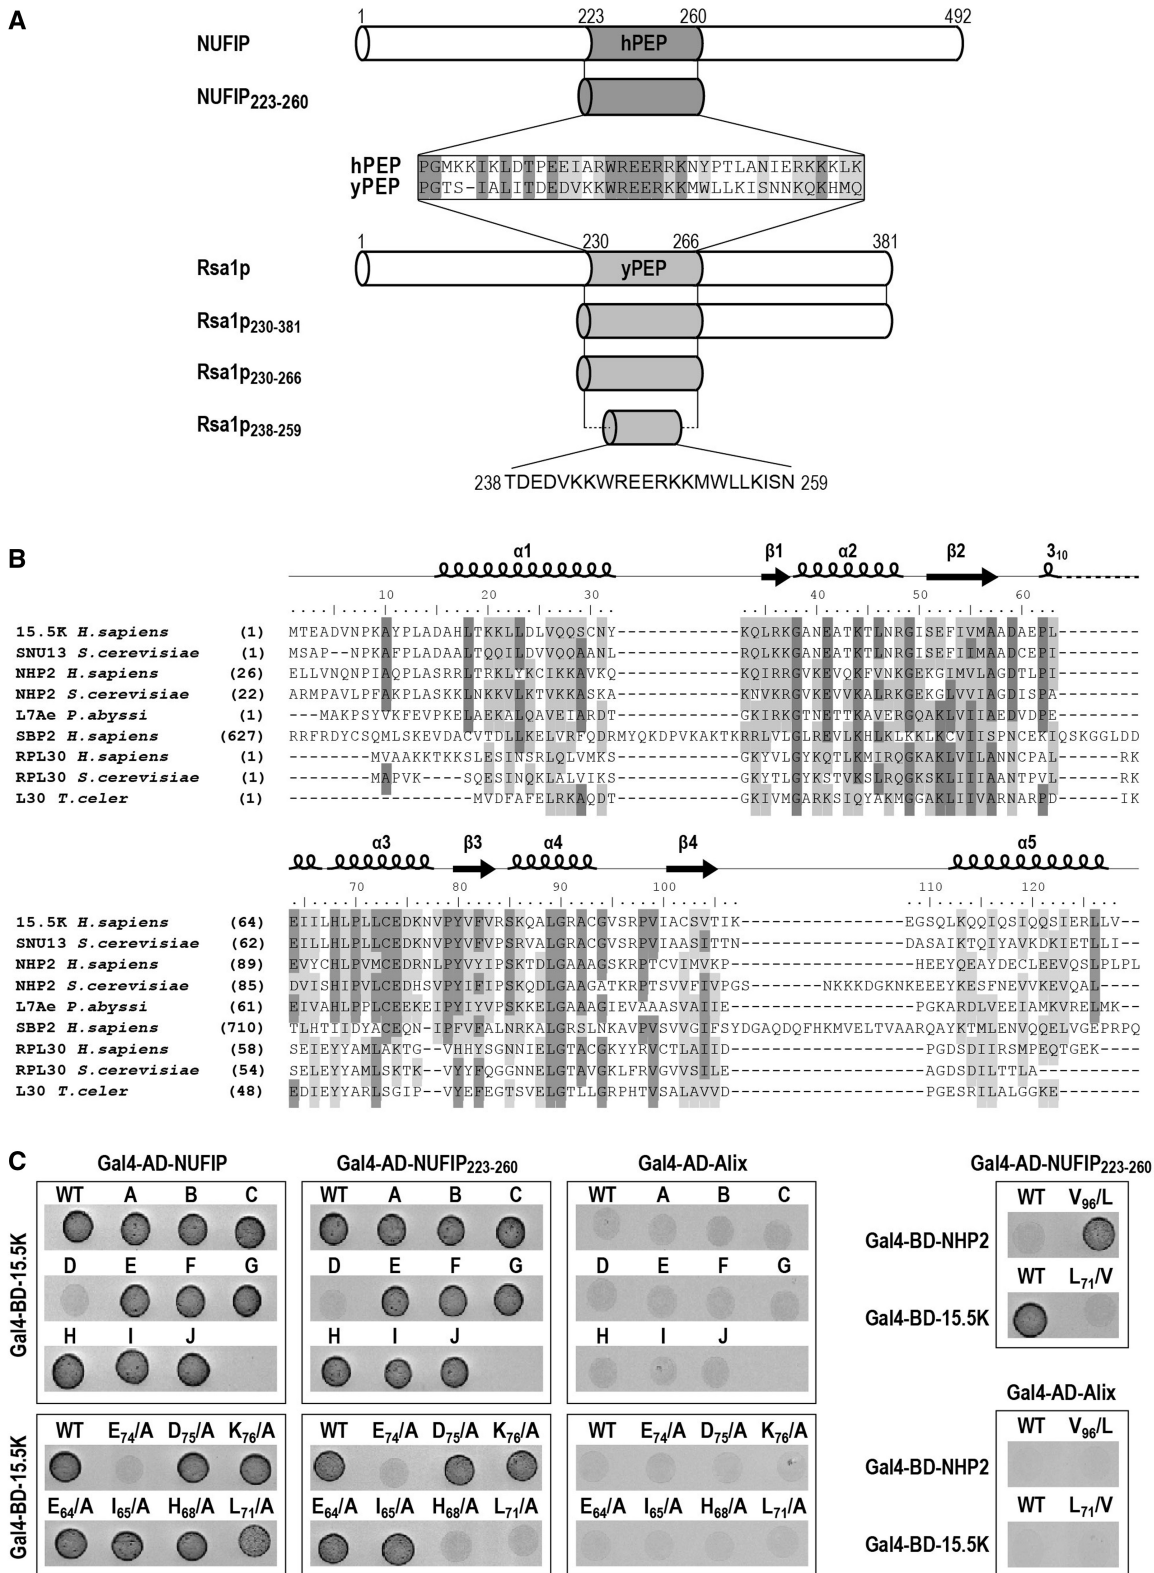 A
1 223 260 492
NUFIP hPEP
NUFIP223-260
hPEP PGMKKIKLDTPEEIARWREERRKNYPTLANIERKKKLK
yPEP PGTS-IALITDEDVKKWREERKKMWLLKISNNKQKHMQ
1 230 266 381
Rsa1p yPEP
Rsa1p230-381
Rsa1p230-266
Rsa1p238-259
238 TDEDVKKWREERKKMWLLKISN 259
B
α1 β1 α2 β2 3₁₀
10 20 30 40 50 60
15.5K H.sapiens (1) MTEADVNPKAYPLADAHLTKKLLDLVQQSCNY------------KQLRKGANEATKTLNRGISEFIVMAADAEPL--------
SNU13 S.cerevisiae (1) MSAP--NPKAFPLADAALTQQILDVVQQAANL------------KQLRKGANEATKTLNRGISEFIIMAADCEPI--------
NHP2 H.sapiens (26) ELLVNQNPIAQPLASRRLTRKLYKCIKKAVKQ------------KQIRRGVKEVQKFVNKGEKGIMVLAGDTLPI--------
NHP2 S.cerevisiae (22) ARMPAVLPFAKPLASKKLNKKVLKTVKKASKA------------KNVKRGVKEVVKALRKGEKGLVVIAGDISPA--------
L7Ae P.abyssi (1) ---MAKPSYVKFEVPKELAEKALQAVEIARDT------------GKIRKGTNETTKAVERGQAKLVIIAEDVDPE--------
SBP2 H.sapiens (627) RRFRDYCSQMLSKEVDACVTDLLKELVRFQDRMYQKDPVKAKTKRRLVLGLREVLKHLKLKKLKCVIISPNCEKIQSKGGLDD
RPL30 H.sapiens (1) --------MVAAKKTKKSLESINSRLQLVMKS------------GKYVLGYKQTLKMIRQGKAKLVILANNCPAL------RK
RPL30 S.cerevisiae (1) --------MAPVK---SQESINQKLALVIKS------------GKYTLGYKSTVKSLRQGKSKLIIIAANTPVL------RK
L30 T.celer (1) ------------------MVDFAFELRKAQDT------------GKIVMGARKSIQYAKMGGAKLIIVARNARPD------IK
α3 β3 α4 β4 α5
70 80 90 100 110 120
15.5K H.sapiens (64) EIILHLPLLCEDKNVPYVFVRSKQALGRACGVSRPVIACSVTIK----------------EGSQLKQQIQSIQQSIERLLV--
SNU13 S.cerevisiae (62) EILLHLPLLCEDKNVPYVFVPSRVALGRACGVSRPVIAASITTN----------------DASAIKTQIYAVKDKIETLLI--
NHP2 H.sapiens (89) EVYCHLPVMCEDRNLPYVYIPSKTDLGAAAGSKRPTCVIMVKP-----------------HEEYQEAYDECLEEVQSLPLPL
NHP2 S.cerevisiae (85) DVISHIPVLCEDHSVPYIFIPSKQDLGAAGATKRPTSVVFIVPGS-------NKKKDGKNKEEEYKESFNEVVKEVQAL----
L7Ae P.abyssi (61) EIVAHLPPLCEEKEIPYIYVPSKKELGAAAGIEVAAASVAIIE-----------------PGKARDLVEEIAMKVRELMK---
SBP2 H.sapiens (710) TLHTIIDYACEQN-IPFVFALNRKALGRSLNKAVPVSVVGIFSYDGAQDQFHKMVELTVAARQAYKTMLENVQQELVGEPRPQ
RPL30 H.sapiens (58) SEIEYYAMLAKTG--VHHYSGNNIELGTACGKYYRVCTLAIID-----------------PGDSDIIRSMPEQTGEK----
RPL30 S.cerevisiae (54) SELEYYAMLSKTK--VYYFQGGNNELGTAVGKLFRVGVVSILE-----------------AGDSDILTTLA----------
L30 T.celer (48) EDIEYYARLSGIP--VYEFEGTSVELGTLLGRPHTVSALAVVD-----------------PGESRILALGGKE--------
C
Gal4-AD-NUFIP Gal4-AD-NUFIP223-260 Gal4-AD-Alix Gal4-AD-NUFIP223-260
Gal4-BD-15.5K
WT A B C WT A B C WT A B C
D E F G D E F G D E F G
H I J H I J H I J
WT V96/L
Gal4-BD-NHP2
WT L71/V
Gal4-BD-15.5K
Gal4-BD-15.5K
WT E74/A D75/A K76/A WT E74/A D75/A K76/A WT E74/A D75/A K76/A
E64/A I65/A H68/A L71/A E64/A I65/A H68/A L71/A E64/A I65/A H68/A L71/A
Gal4-AD-Alix
WT V96/L
Gal4-BD-NHP2
WT L71/V
Gal4-BD-15.5K